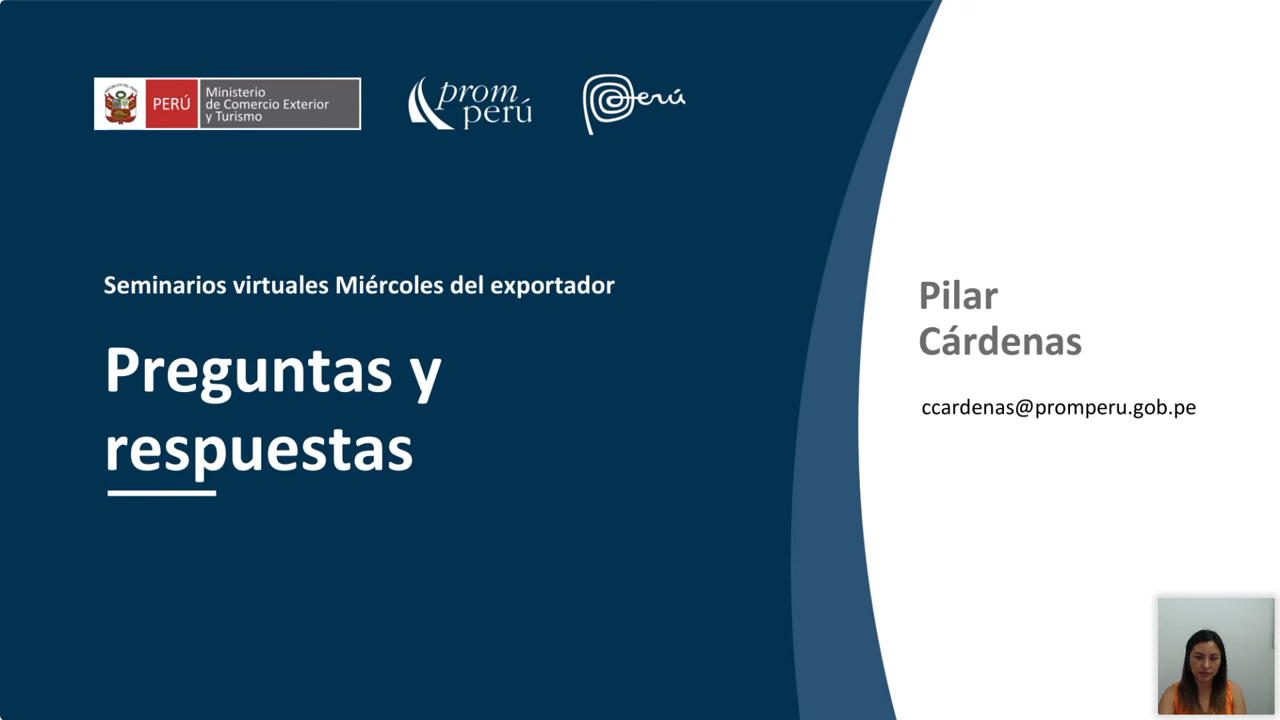 PERÚ
Ministerio
de Comercio Exterior
y Turismo
prom
perú
Perú
Seminarios virtuales Miércoles del exportador
Preguntas y
respuestas
Pilar
Cárdenas
ccardenas@promperu.gob.pe